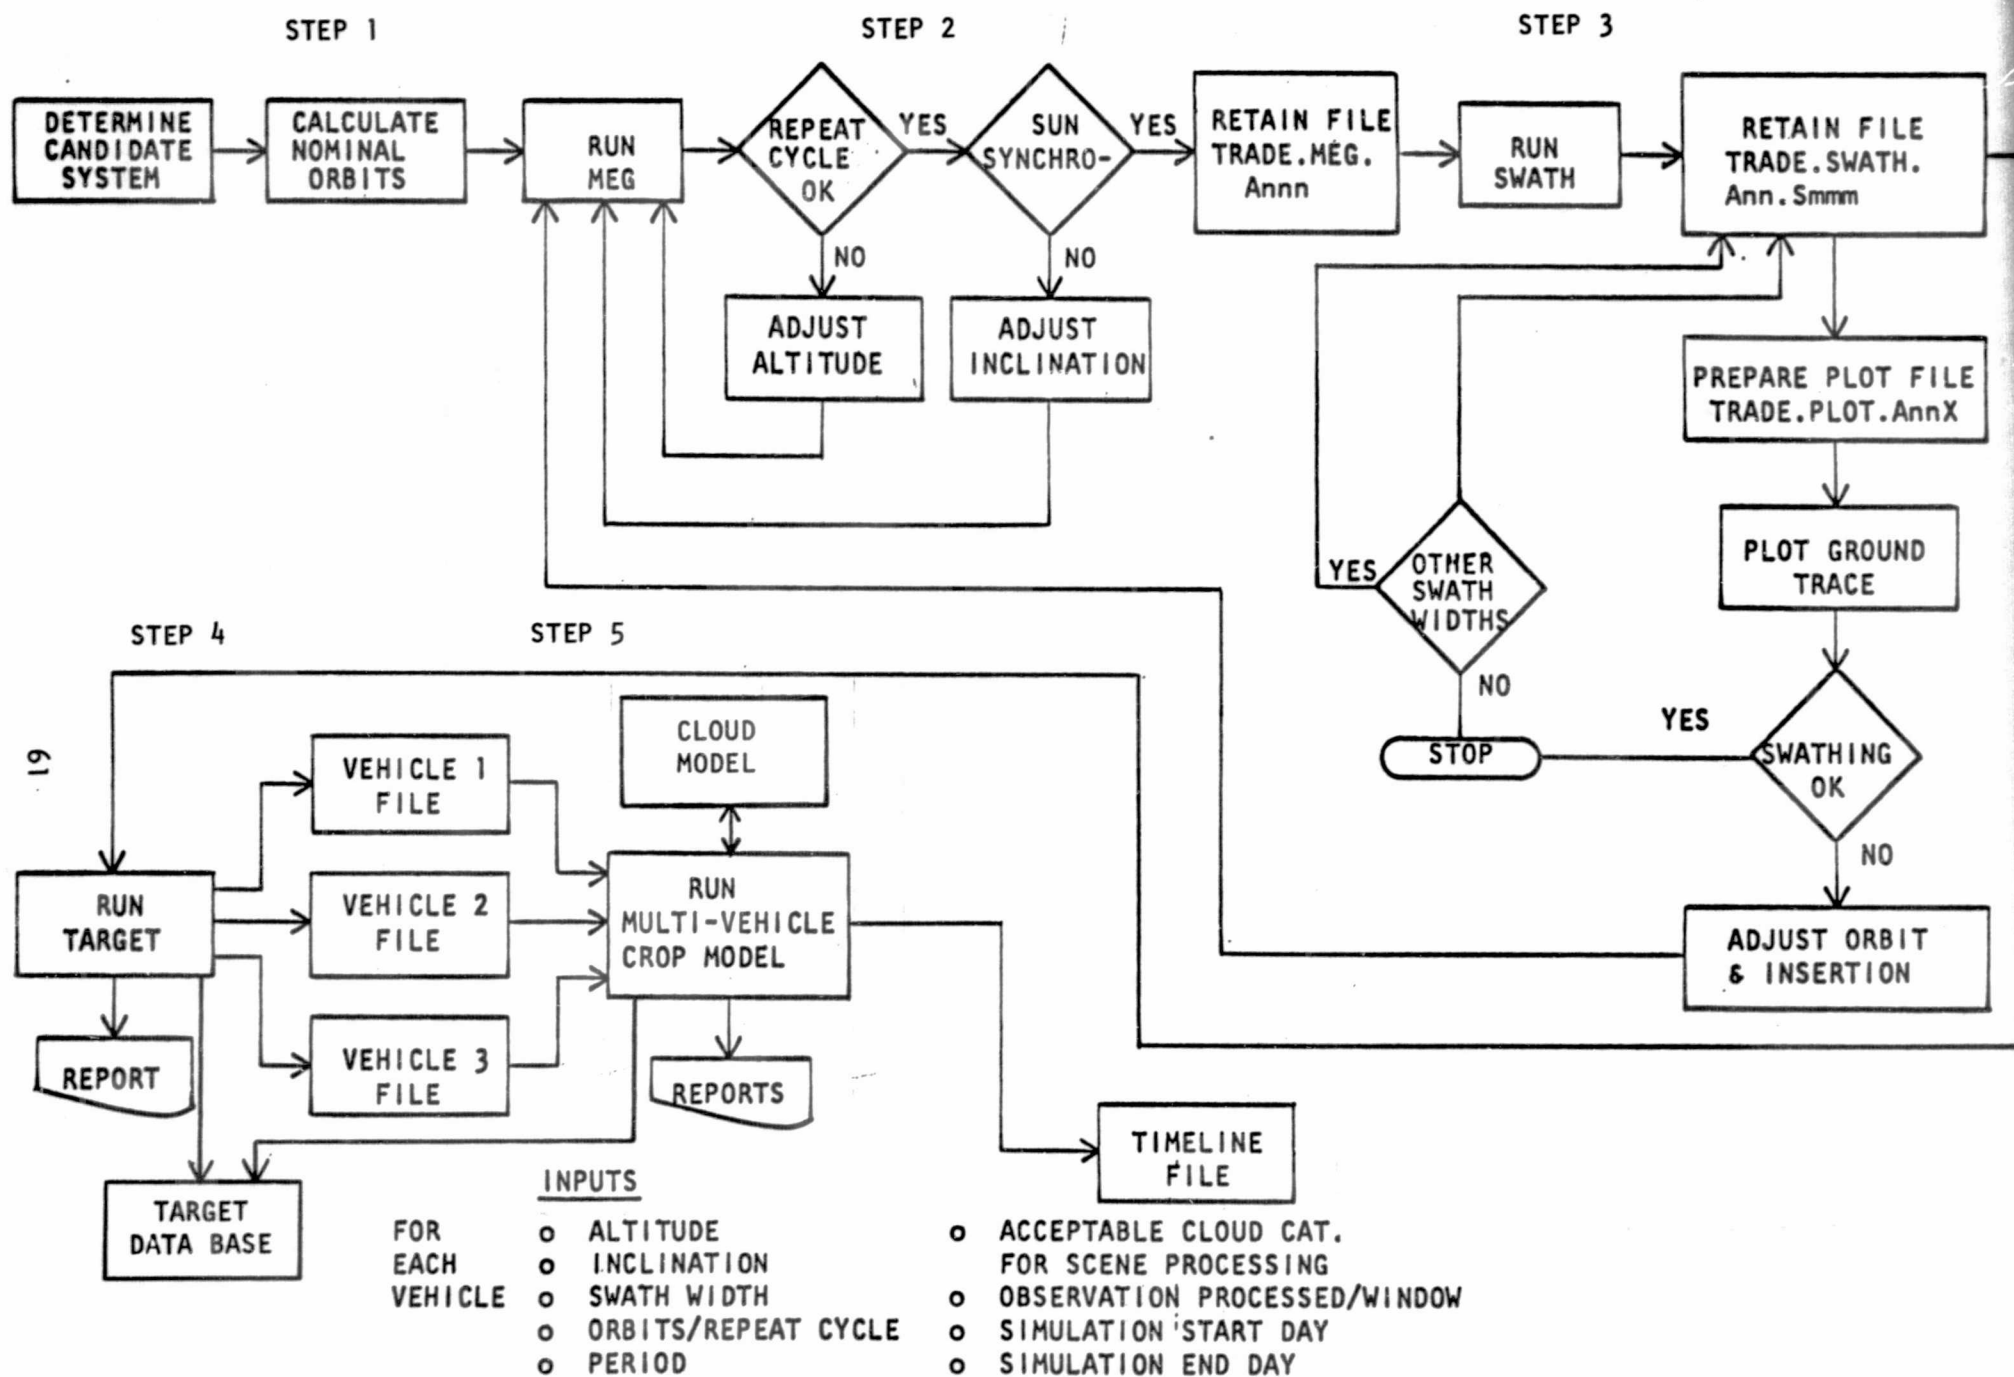 STEP 1
STEP 2
STEP 3
DETERMINE
CANDIDATE
SYSTEM
CALCULATE
NOMINAL
ORBITS
RUN
MEG
REPEAT
CYCLE
OK
YES
SUN
SYNCHRO-
YES
RETAIN FILE
TRADE.MEG.
Annn
RUN
SWATH
RETAIN FILE
TRADE.SWATH.
Ann.Smmm
NO
NO
ADJUST
ALTITUDE
ADJUST
INCLINATION
PREPARE PLOT FILE
TRADE.PLOT.AnnX
PLOT GROUND
TRACE
YES
OTHER
SWATH
WIDTHS
NO
STOP
YES
SWATHING
OK
NO
ADJUST ORBIT
& INSERTION
STEP 4
STEP 5
61
RUN
TARGET
VEHICLE 1
FILE
VEHICLE 2
FILE
VEHICLE 3
FILE
CLOUD
MODEL
RUN
MULTI-VEHICLE
CROP MODEL
REPORT
REPORTS
TARGET
DATA BASE
TIMELINE
FILE
INPUTS
FOR
EACH
VEHICLE
o ALTITUDE
o INCLINATION
o SWATH WIDTH
o ORBITS/REPEAT CYCLE
o PERIOD
o ACCEPTABLE CLOUD CAT.
FOR SCENE PROCESSING
o OBSERVATION PROCESSED/WINDOW
o SIMULATION START DAY
o SIMULATION END DAY